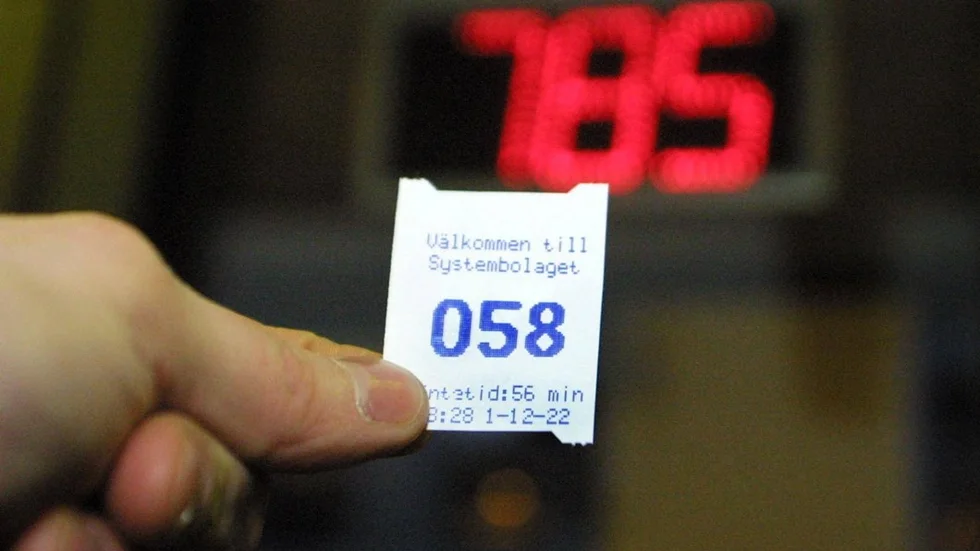 785
Välkommen till
Systembolaget
058
ntetid:56 min
8:28 1-12-22